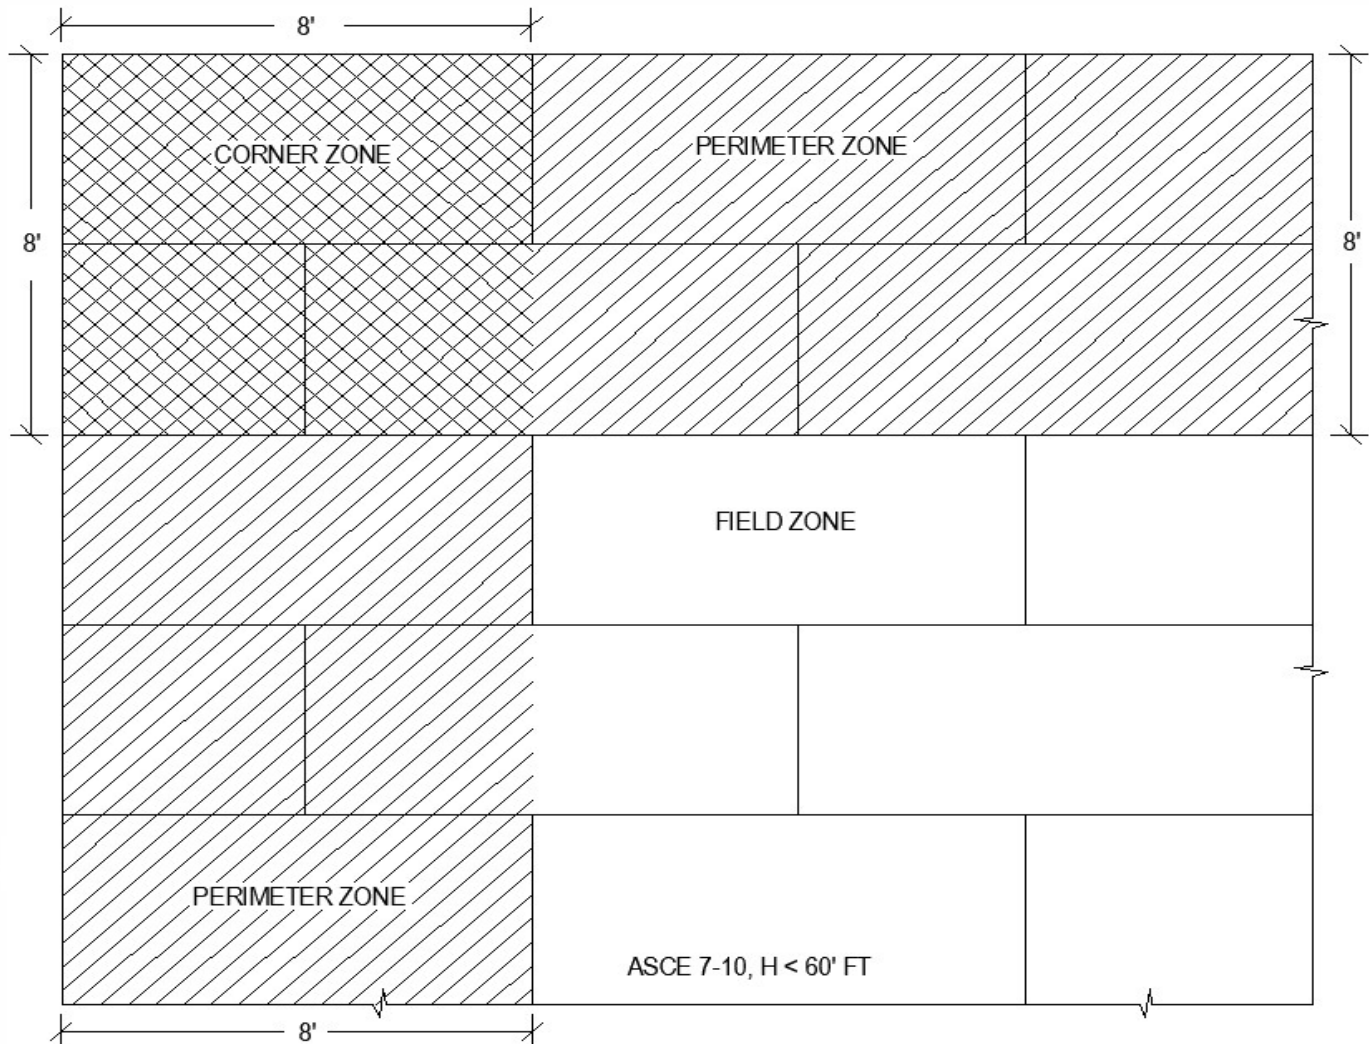 8'
CORNER ZONE
PERIMETER ZONE
8'
8'
FIELD ZONE
PERIMETER ZONE
ASCE 7-10, H < 60' FT
8'